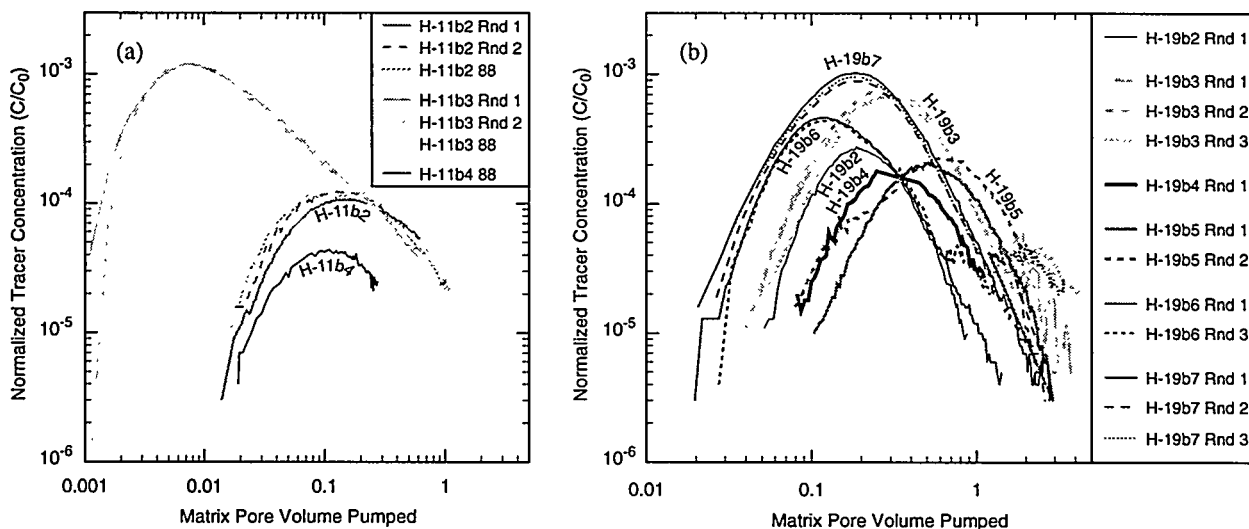 (a)
Normalized Tracer Concentration (C/C0)
10-3
10-4
10-5
10-6
0.001
0.01
0.1
1
Matrix Pore Volume Pumped
H-11b2 Rnd 1
H-11b2 Rnd 2
H-11b2 88
H-11b3 Rnd 1
H-11b3 Rnd 2
H-11b3 88
H-11b4 88
H-11b2
H-11b4
(b)
Normalized Tracer Concentration (C/C0)
10-3
10-4
10-5
10-6
0.01
0.1
1
Matrix Pore Volume Pumped
H-19b7
H-19b3
H-19b6
H-19b2
H-19b4
H-19b5
H-19b2 Rnd 1
H-19b3 Rnd 1
H-19b3 Rnd 2
H-19b3 Rnd 3
H-19b4 Rnd 1
H-19b5 Rnd 1
H-19b5 Rnd 2
H-19b6 Rnd 1
H-19b6 Rnd 3
H-19b7 Rnd 1
H-19b7 Rnd 2
H-19b7 Rnd 3